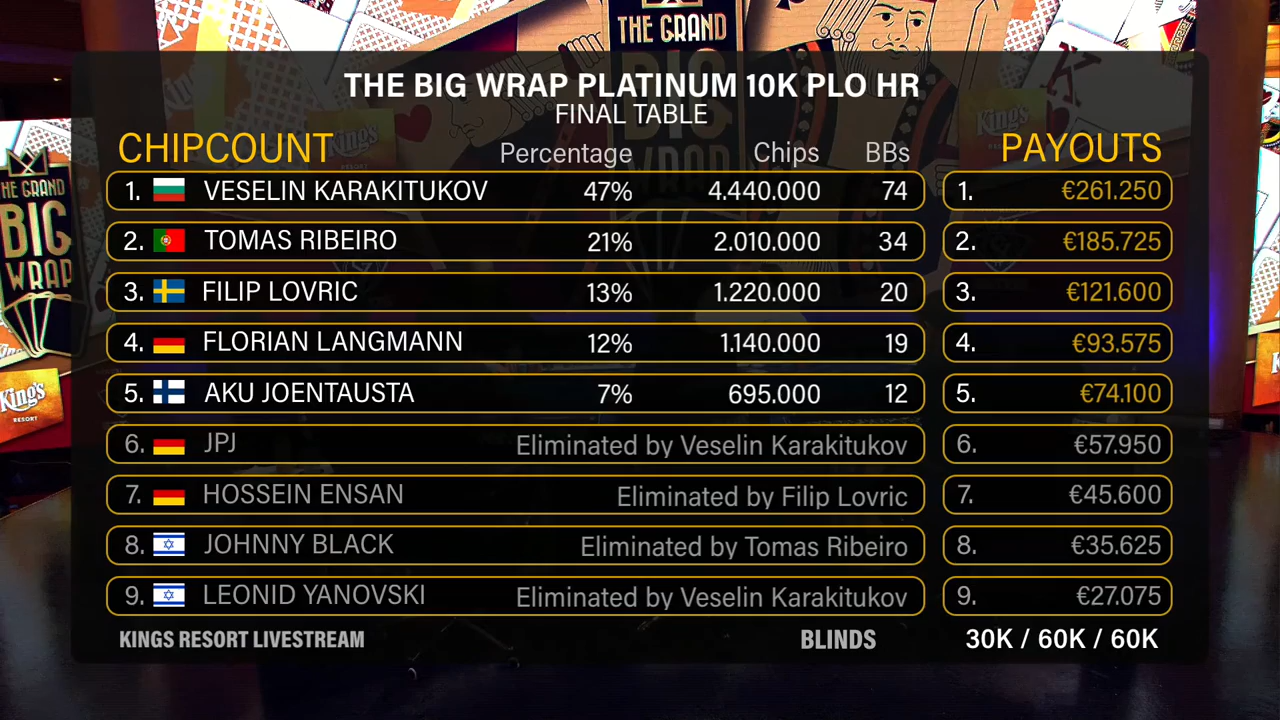 THE GRAND
THE BIG WRAP PLATINUM 10K PLO HR
FINAL TABLE
CHIPCOUNT Percentage Chips BBs PAYOUTS
1. VESELIN KARAKITUKOV 47% 4.440.000 74 1. €261.250
2. TOMAS RIBEIRO 21% 2.010.000 34 2. €185.725
3. FILIP LOVRIC 13% 1.220.000 20 3. €121.600
4. FLORIAN LANGMANN 12% 1.140.000 19 4. €93.575
5. AKU JOENTAUSTA 7% 695.000 12 5. €74.100
6. JPJ Eliminated by Veselin Karakitukov 6. €57.950
7. HOSSEIN ENSAN Eliminated by Filip Lovric 7. €45.600
8. JOHNNY BLACK Eliminated by Tomas Ribeiro 8. €35.625
9. LEONID YANOVSKI Eliminated by Veselin Karakitukov 9. €27.075
KINGS RESORT LIVESTREAM BLINDS 30K / 60K / 60K
THE GRAND
BIG
WRAP
King's
RESORT